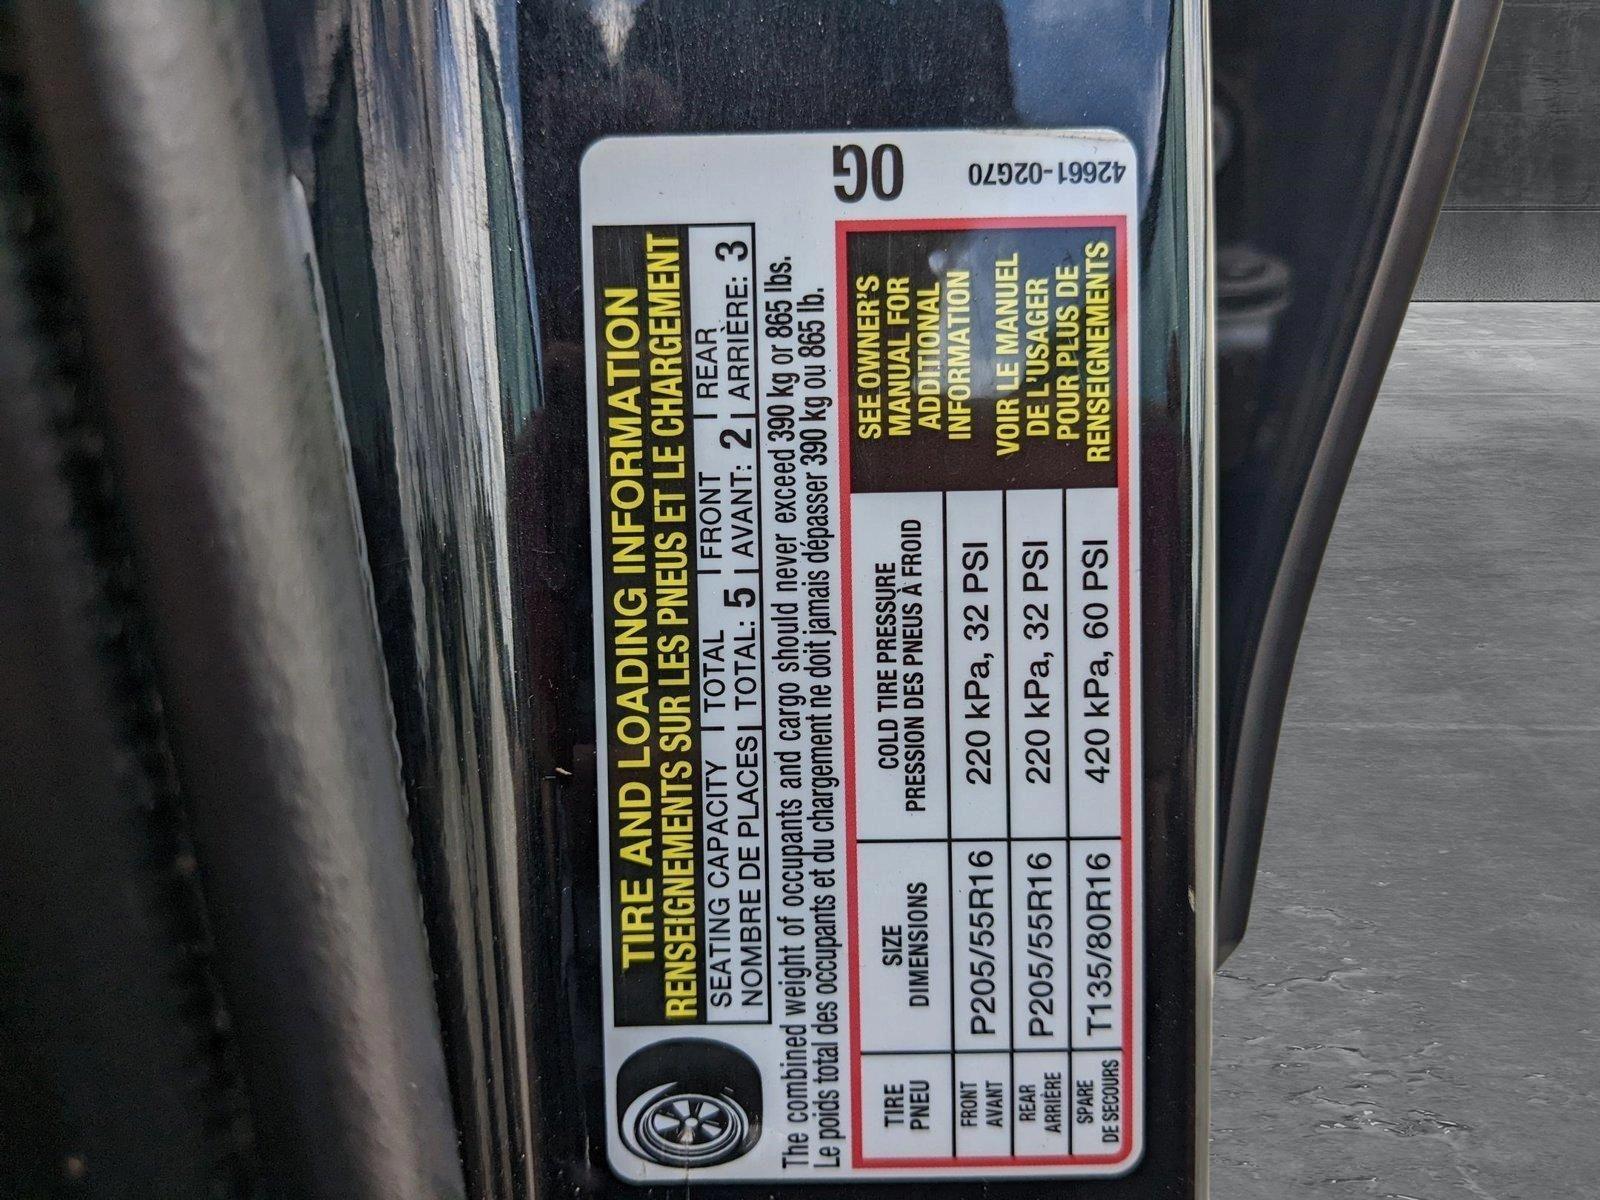 TIRE AND LOADING INFORMATION
RENSEIGNEMENTS SUR LES PNEUS ET LE CHARGEMENT
SEATING CAPACITY | TOTAL | FRONT | REAR
NOMBRE DE PLACES | TOTAL: 5 | AVANT: 2 | ARRIÈRE: 3
The combined weight of occupants and cargo should never exceed 390 kg or 865 lbs.
Le poids total des occupants et du chargement ne doit jamais dépasser 390 kg ou 865 lb.
TIRE
PNEU
SIZE
DIMENSIONS
COLD TIRE PRESSURE
PRESSION DES PNEUS À FROID
FRONT
AVANT
P205/55R16
220 kPa, 32 PSI
REAR
ARRIÈRE
P205/55R16
220 kPa, 32 PSI
SPARE
DE SECOURS
T135/80R16
420 kPa, 60 PSI
SEE OWNER'S
MANUAL FOR
ADDITIONAL
INFORMATION
VOIR LE MANUEL
DE L'USAGER
POUR PLUS DE
RENSEIGNEMENTS
0G
42661-02G70